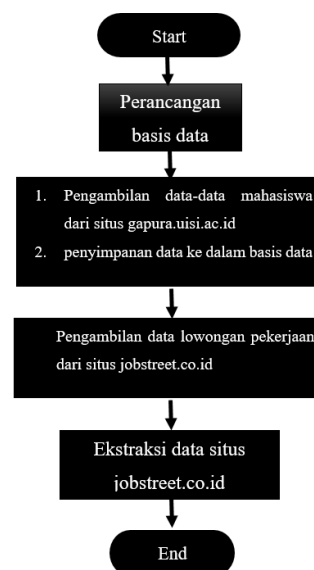 Start
Perancangan
basis data
1. Pengambilan data-data mahasiswa
dari situs gapura.uisi.ac.id
2. penyimpanan data ke dalam basis data
Pengambilan data lowongan pekerjaan
dari situs jobstreet.co.id
Ekstraksi data situs
jobstreet.co.id
End